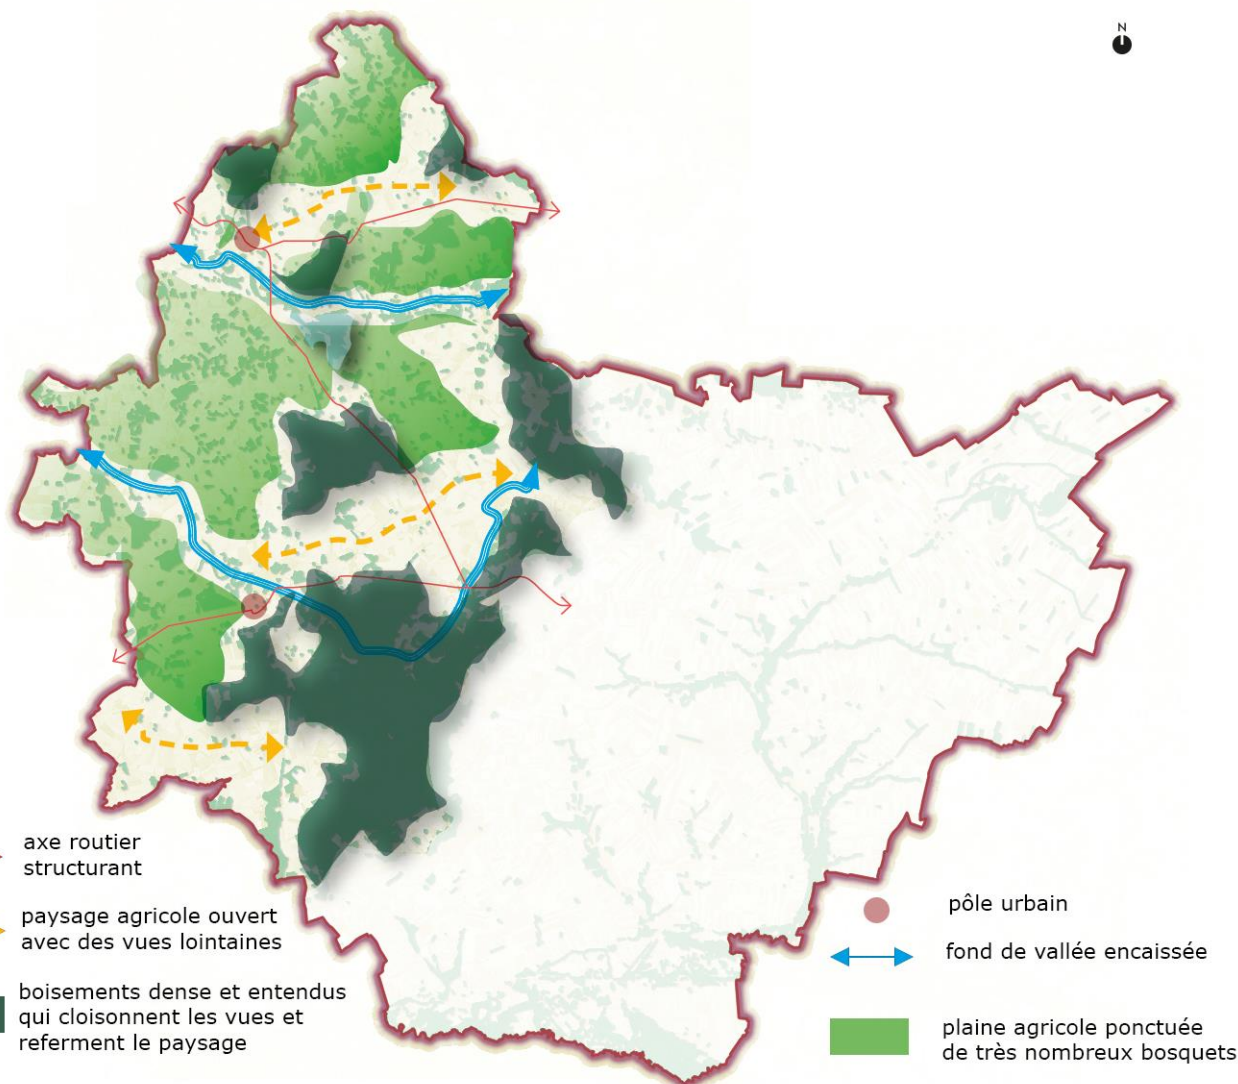 N
axe routier
structurant
paysage agricole ouvert
avec des vues lointaines
boisements dense et entendus
qui cloisonnent les vues et
referment le paysage
pôle urbain
fond de vallée encaissée
plaine agricole ponctuée
de très nombreux bosquets